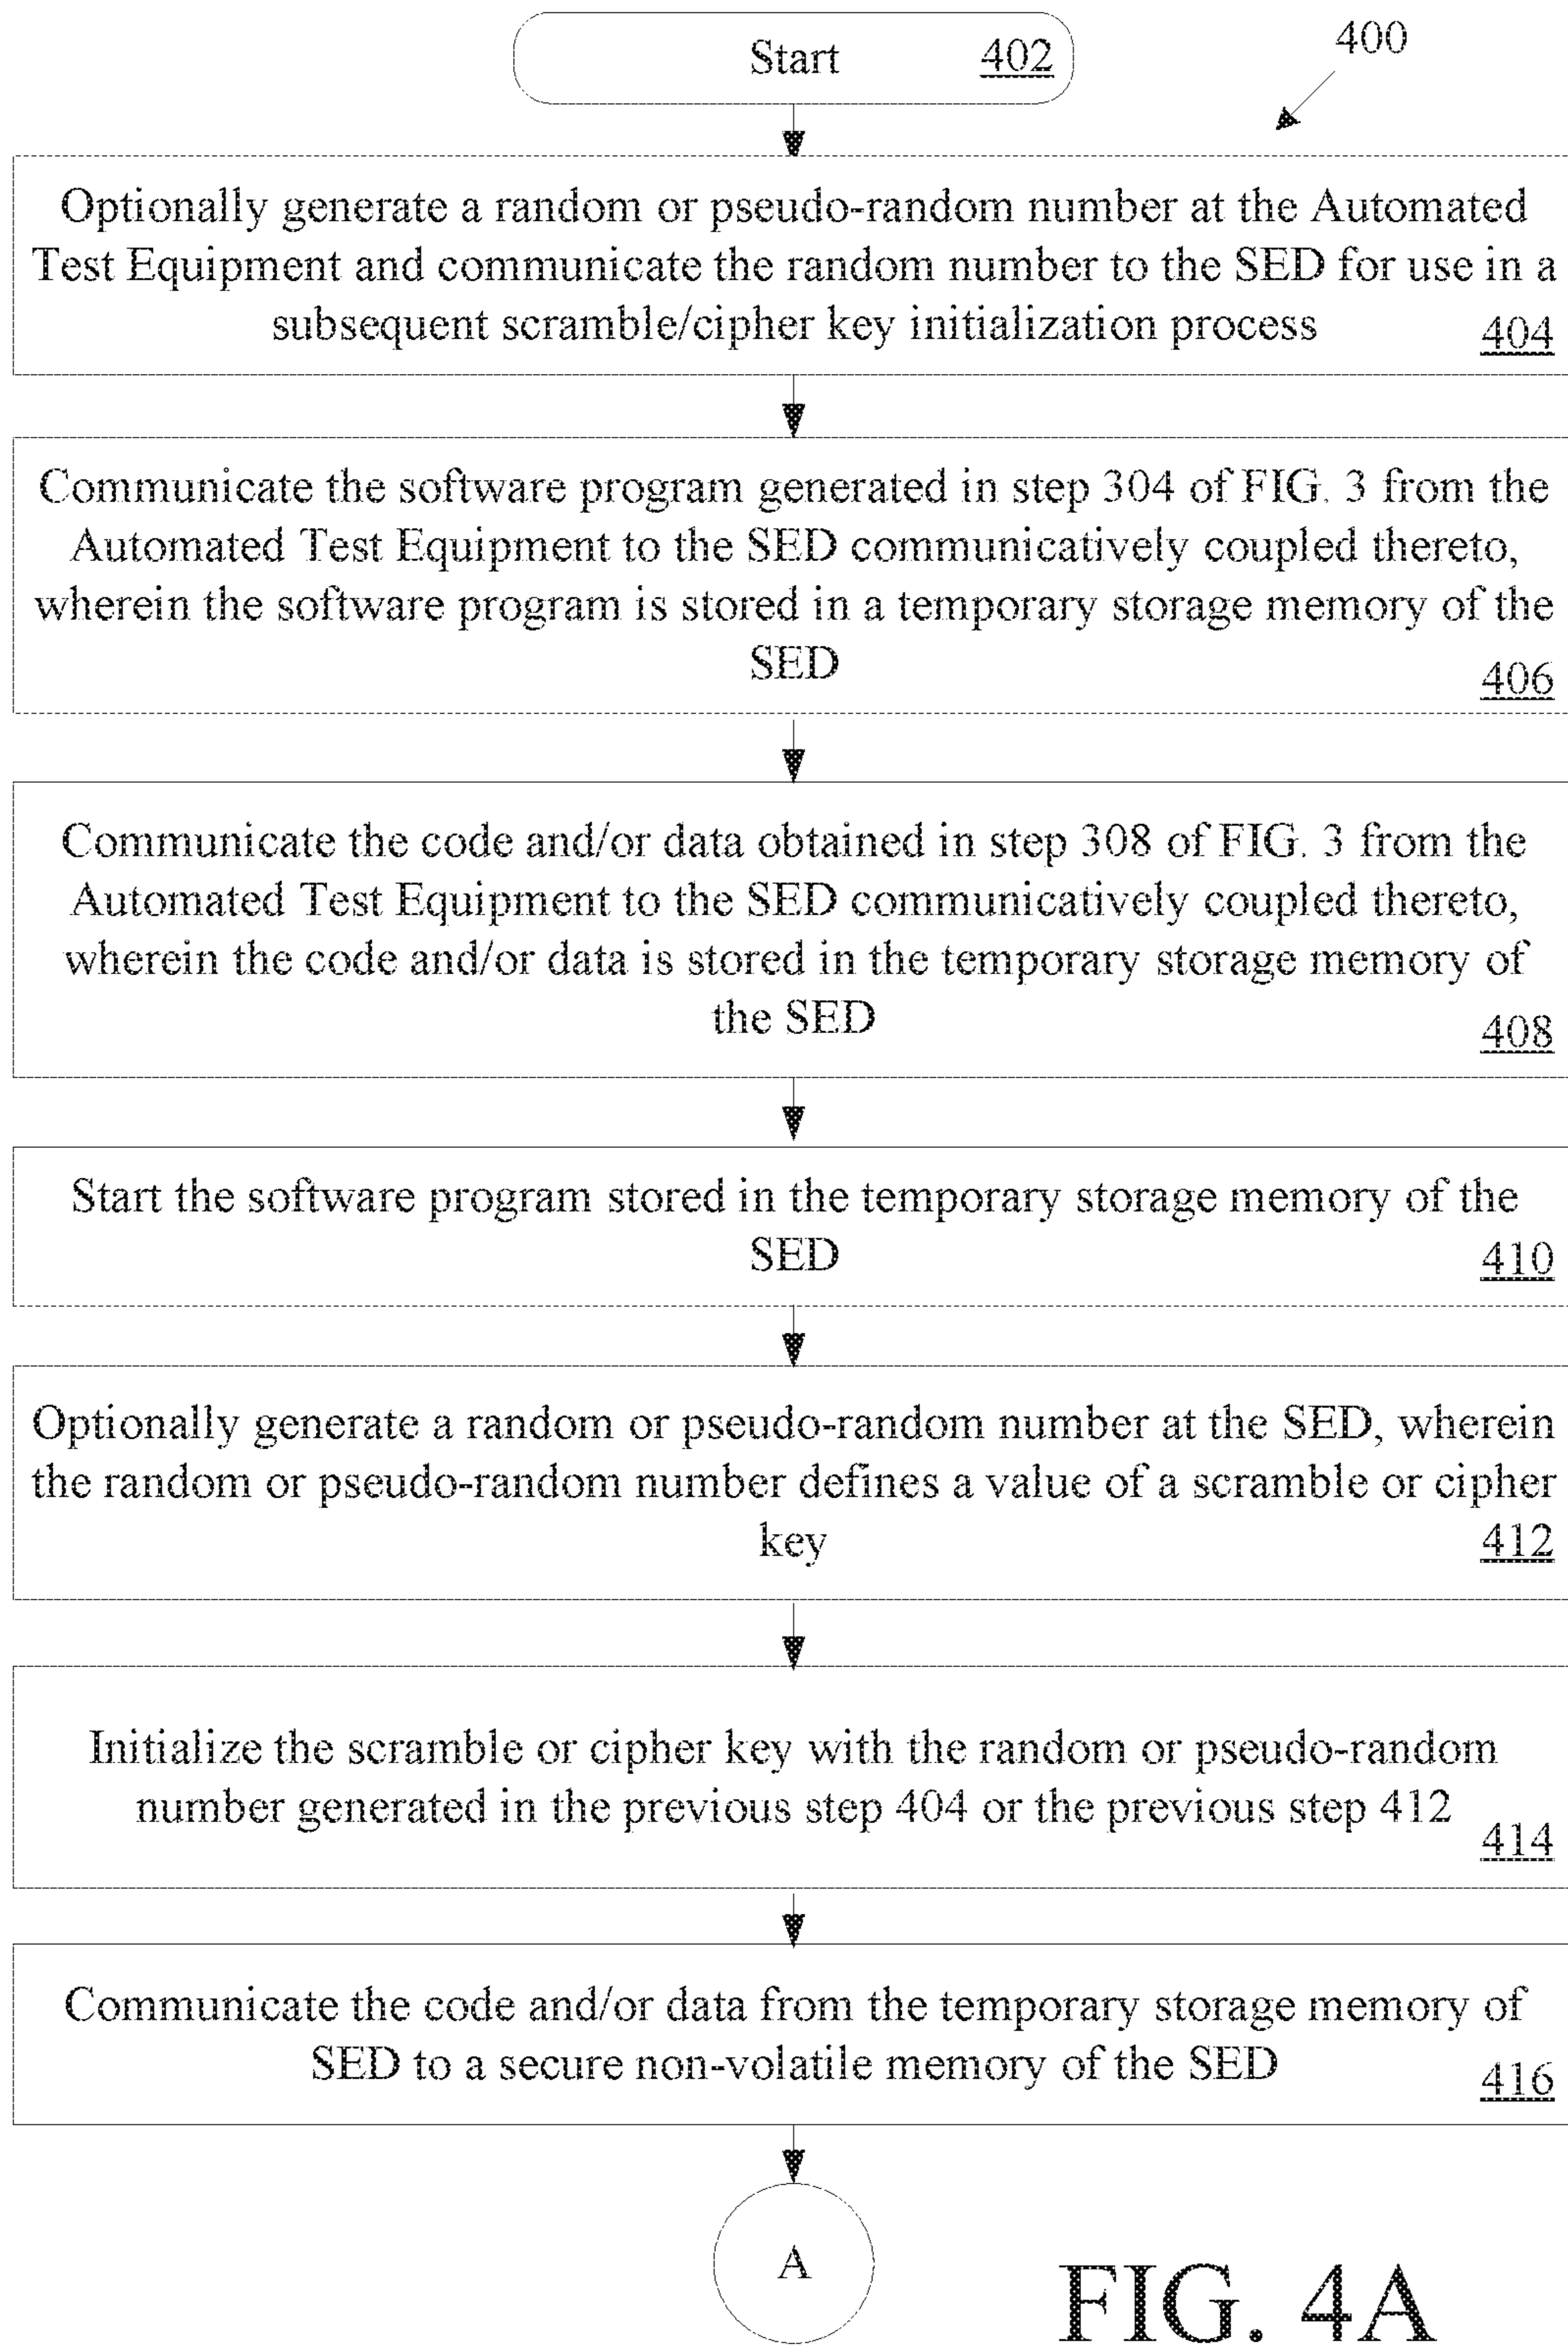 Start 402
400
Optionally generate a random or pseudo-random number at the Automated
Test Equipment and communicate the random number to the SED for use in a
subsequent scramble/cipher key initialization process
404
Communicate the software program generated in step 304 of FIG. 3 from the
Automated Test Equipment to the SED communicatively coupled thereto,
wherein the software program is stored in a temporary storage memory of the
SED
406
Communicate the code and/or data obtained in step 308 of FIG. 3 from the
Automated Test Equipment to the SED communicatively coupled thereto,
wherein the code and/or data is stored in the temporary storage memory of
the SED
408
Start the software program stored in the temporary storage memory of the
SED
410
Optionally generate a random or pseudo-random number at the SED, wherein
the random or pseudo-random number defines a value of a scramble or cipher
key
412
Initialize the scramble or cipher key with the random or pseudo-random
number generated in the previous step 404 or the previous step 412
414
Communicate the code and/or data from the temporary storage memory of
SED to a secure non-volatile memory of the SED
416
A
FIG. 4A